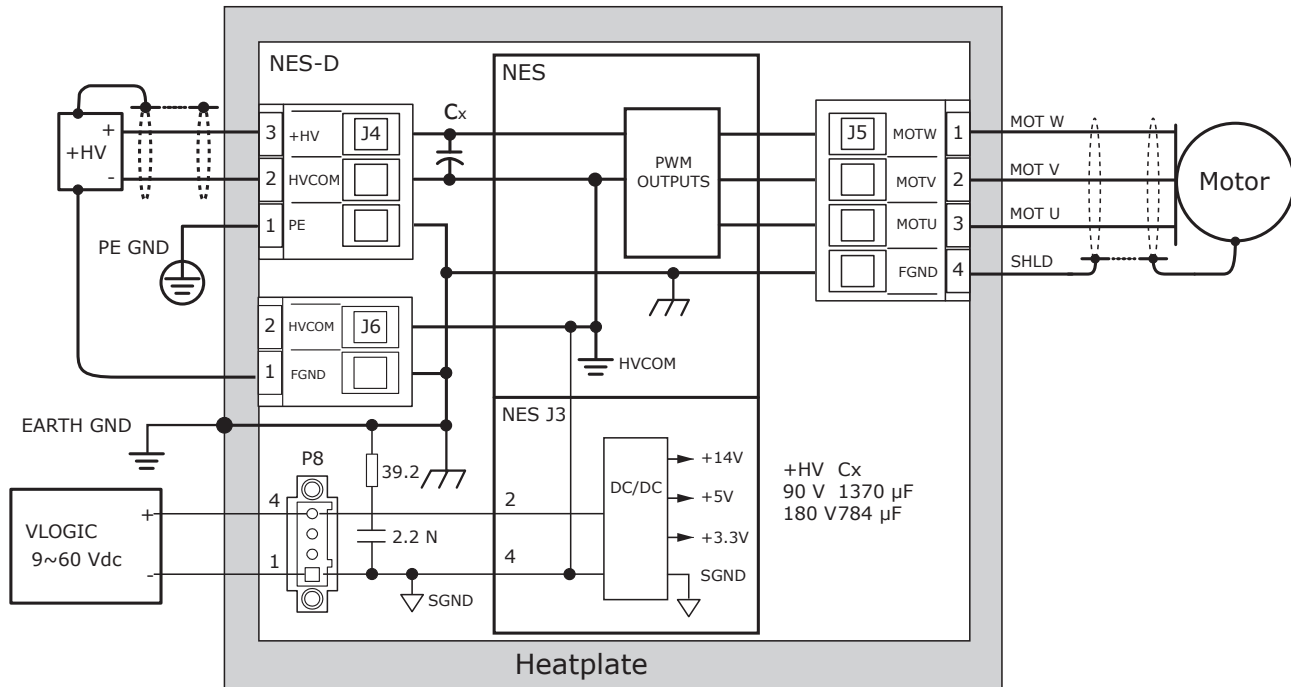 NES-D
NES
+
+HV
-
3 +HV J4
2 HVCOM
1 PE
PE GND
Cx
PWM
OUTPUTS
J5 MOTW 1
MOTV 2
MOTU 3
FGND 4
MOT W
MOT V
MOT U
SHLD
Motor
2 HVCOM J6
1 FGND
HVCOM
EARTH GND
NES J3
P8
39.2
2.2 N
VLOGIC
9~60 Vdc
+
-
4
1
2
4
SGND
DC/DC
+14V
+5V
+3.3V
SGND
+HV Cx
90 V 1370 µF
180 V784 µF
Heatplate